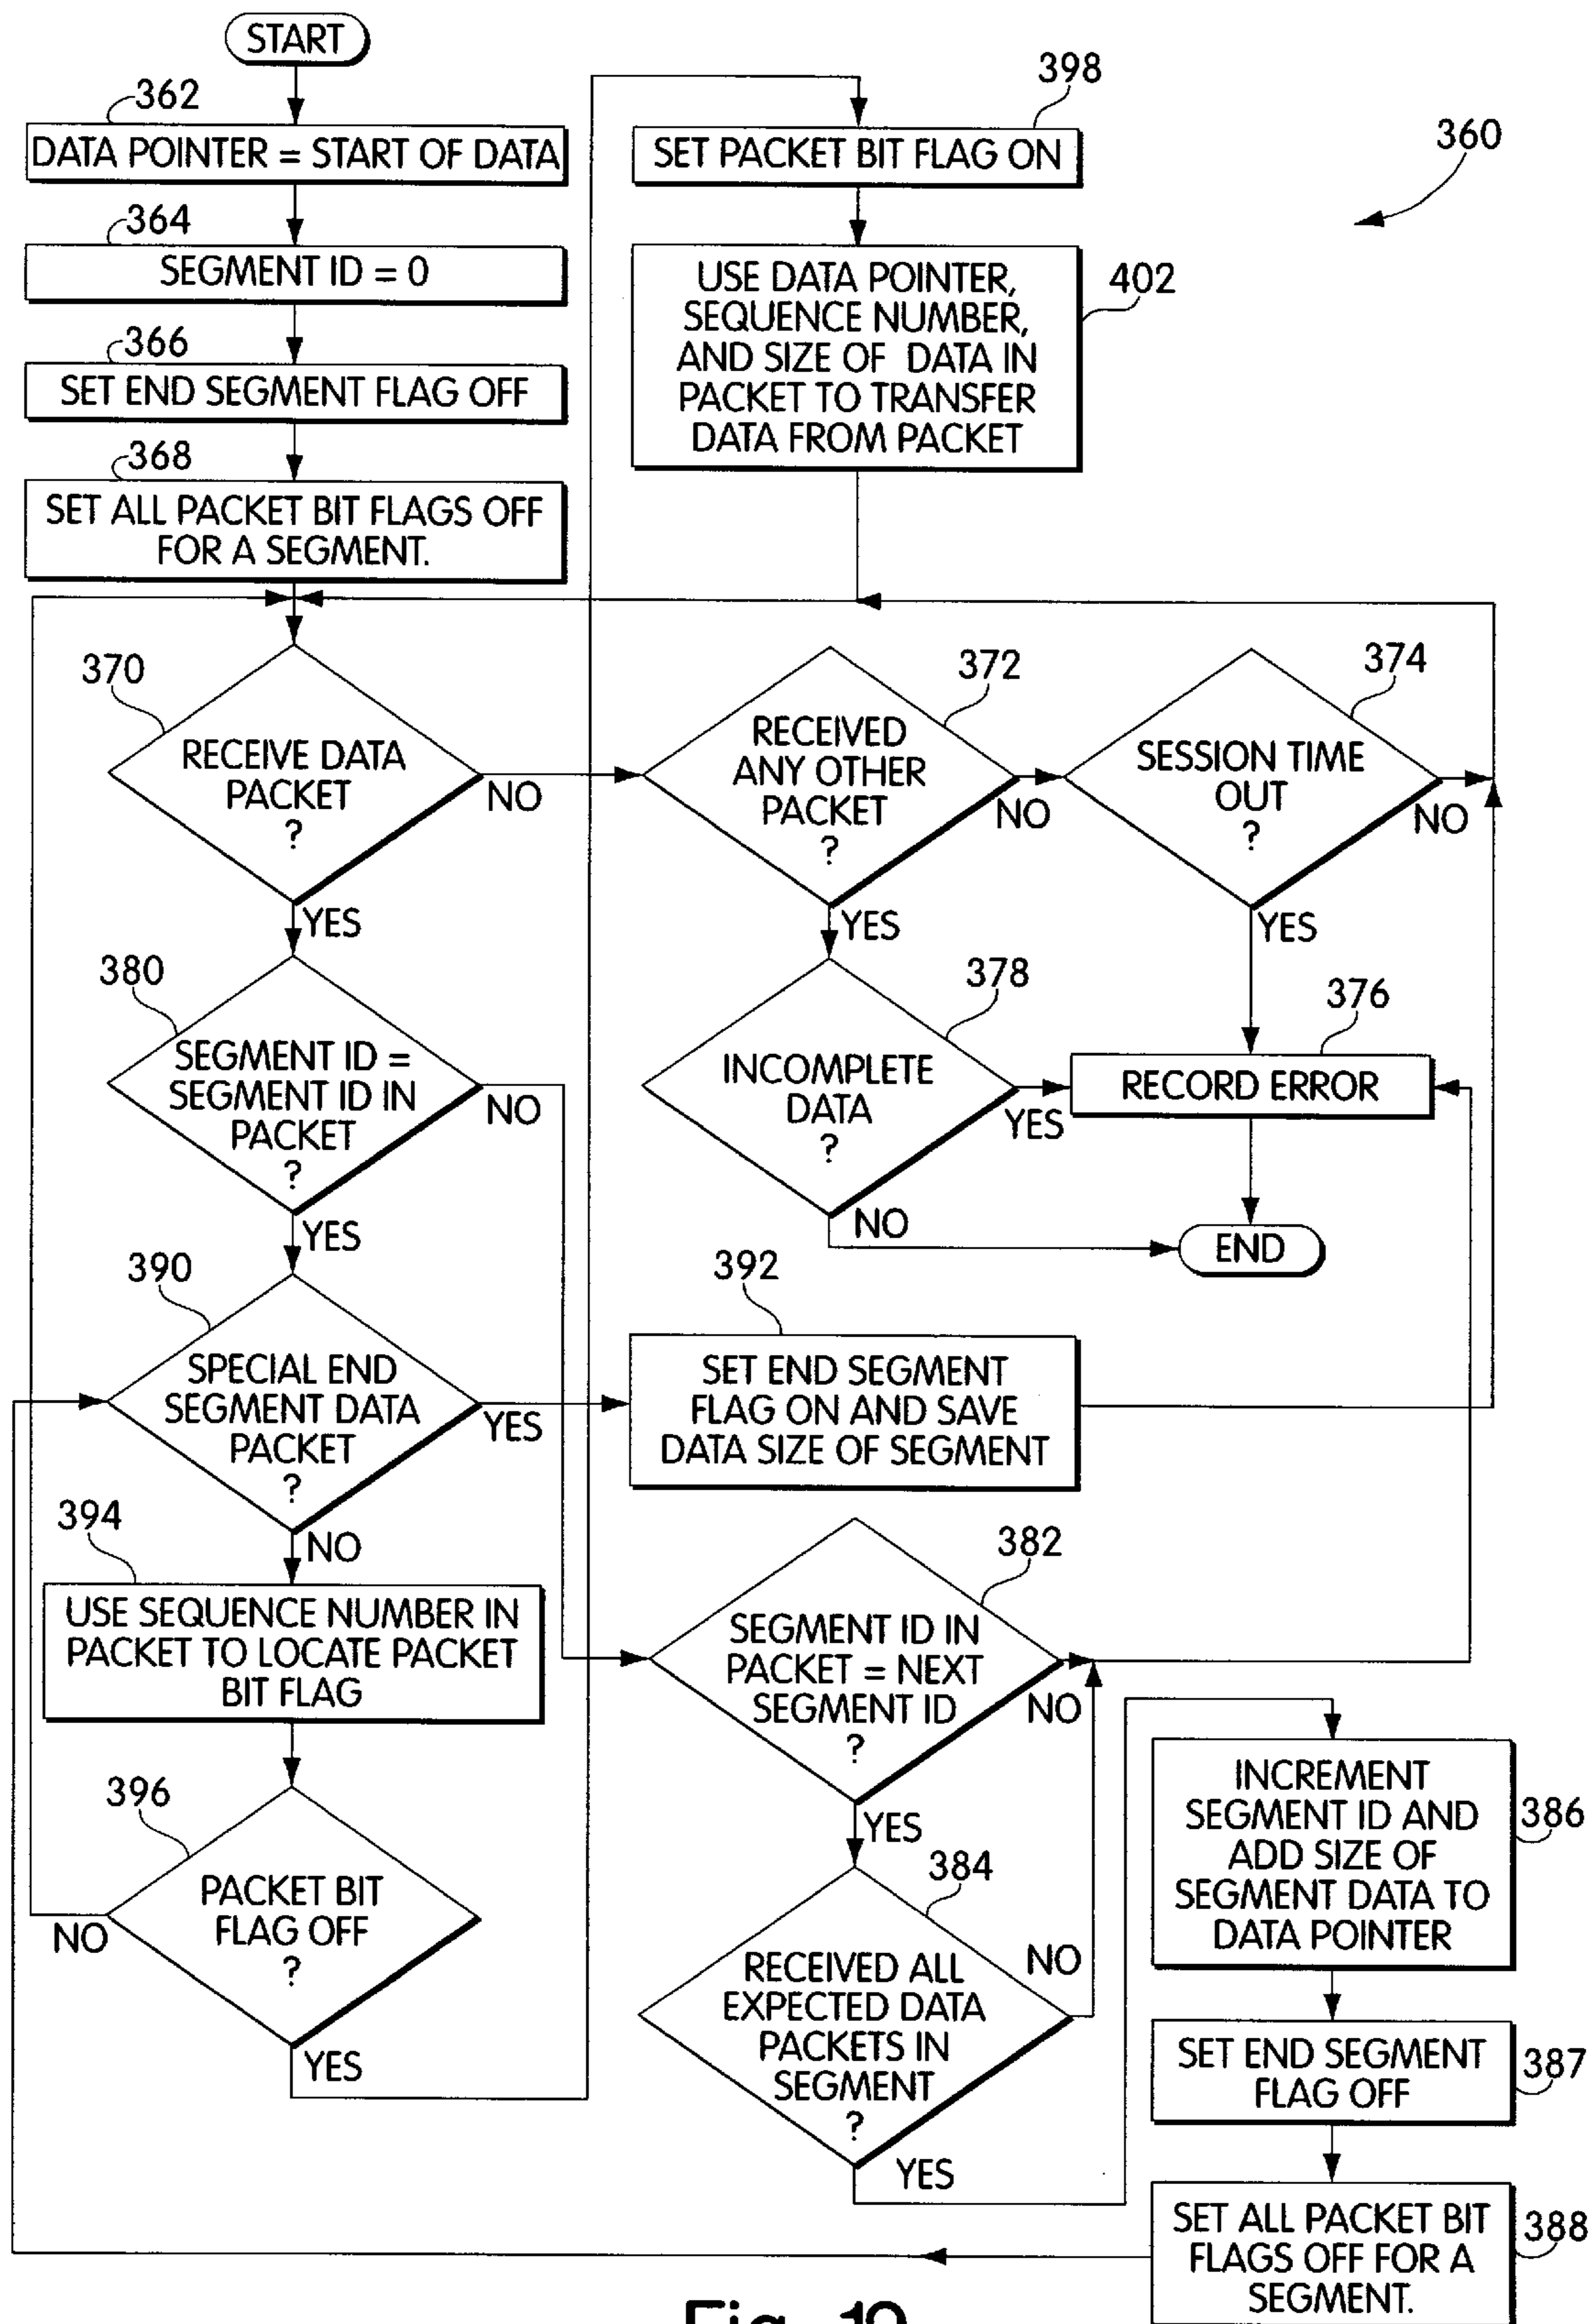 START
362
DATA POINTER = START OF DATA
364
SEGMENT ID = 0
366
SET END SEGMENT FLAG OFF
368
SET ALL PACKET BIT FLAGS OFF
FOR A SEGMENT.
398
SET PACKET BIT FLAG ON
360
402
USE DATA POINTER,
SEQUENCE NUMBER,
AND SIZE OF DATA IN
PACKET TO TRANSFER
DATA FROM PACKET
370
RECEIVE DATA
PACKET
?
NO
YES
372
RECEIVED
ANY OTHER
PACKET
?
NO
YES
374
SESSION TIME
OUT
?
NO
YES
380
SEGMENT ID =
SEGMENT ID IN
PACKET
?
NO
YES
378
INCOMPLETE
DATA
?
YES
NO
376
RECORD ERROR
END
390
SPECIAL END
SEGMENT DATA
PACKET
?
YES
NO
392
SET END SEGMENT
FLAG ON AND SAVE
DATA SIZE OF SEGMENT
394
USE SEQUENCE NUMBER IN
PACKET TO LOCATE PACKET
BIT FLAG
382
SEGMENT ID IN
PACKET = NEXT
SEGMENT ID
?
NO
YES
396
PACKET BIT
FLAG OFF
?
NO
YES
384
RECEIVED ALL
EXPECTED DATA
PACKETS IN
SEGMENT
?
NO
YES
386
INCREMENT
SEGMENT ID AND
ADD SIZE OF
SEGMENT DATA TO
DATA POINTER
387
SET END SEGMENT
FLAG OFF
388
SET ALL PACKET BIT
FLAGS OFF FOR A
SEGMENT.